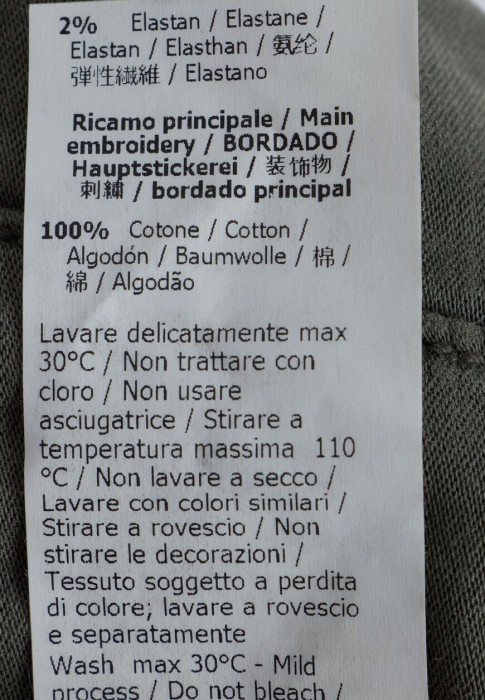 2% Elastan / Elastane /
Elastan / Elasthan / 氨纶 /
弾性繊維 / Elastano
Ricamo principale / Main
embroidery / BORDADO /
Hauptstickerei / 装饰物 /
刺繍 / bordado principal
100% Cotone / Cotton /
Algodón / Baumwolle / 棉 /
綿 / Algodão
Lavare delicatamente max
30°C / Non trattare con
cloro / Non usare
asciugatrice / Stirare a
temperatura massima 110
°C / Non lavare a secco /
Lavare con colori similari /
Stirare a rovescio / Non
stirare le decorazioni /
Tessuto soggetto a perdita
di colore; lavare a rovescio
e separatamente
Wash max 30°C - Mild
process / Do not bleach /